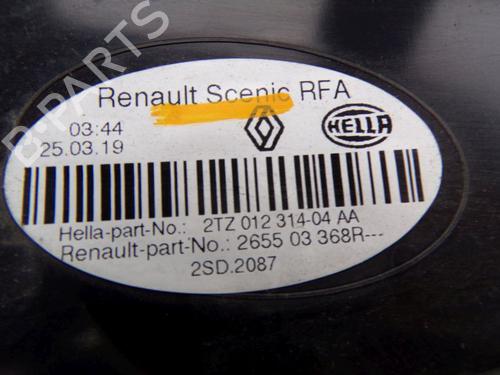 Renault Scenic RFA
03:44
25.03.19
HELLA
Hella-part-No.: 2TZ 012 314-04 AA
Renault-part-No.: 2655 03 368R---
2SD.2087
B-PARTS